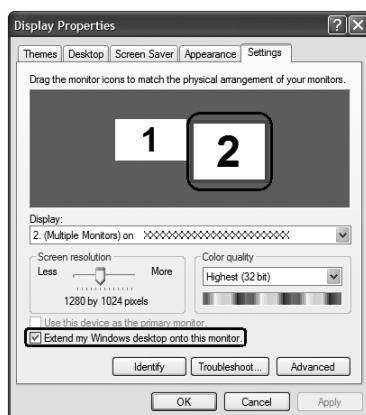 Display Properties
Themes Desktop Screen Saver Appearance Settings
Drag the monitor icons to match the physical arrangement of your monitors.
1 2
Display:
2. (Multiple Monitors) on XXXXXXXXXXXXXXXXXXXXXX
Screen resolution Color quality
Less More Highest (32 bit)
1280 by 1024 pixels
Use this device as the primary monitor.
Extend my Windows desktop onto this monitor.
Identify Troubleshoot... Advanced
OK Cancel Apply